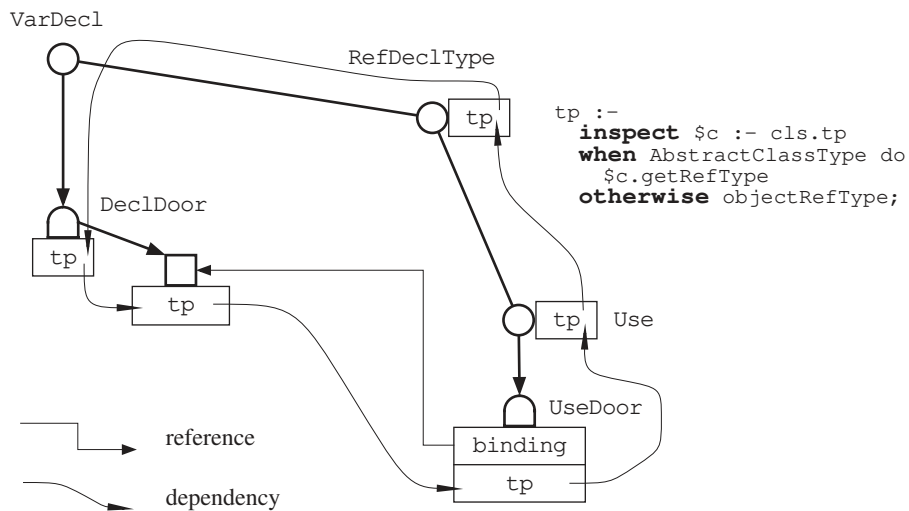 VarDecl
RefDeclType
tp
tp :-
inspect $c :- cls.tp
when AbstractClassType do
$c.getRefType
otherwise objectRefType;
DeclDoor
tp
tp
tp
Use
UseDoor
binding
tp
reference
dependency